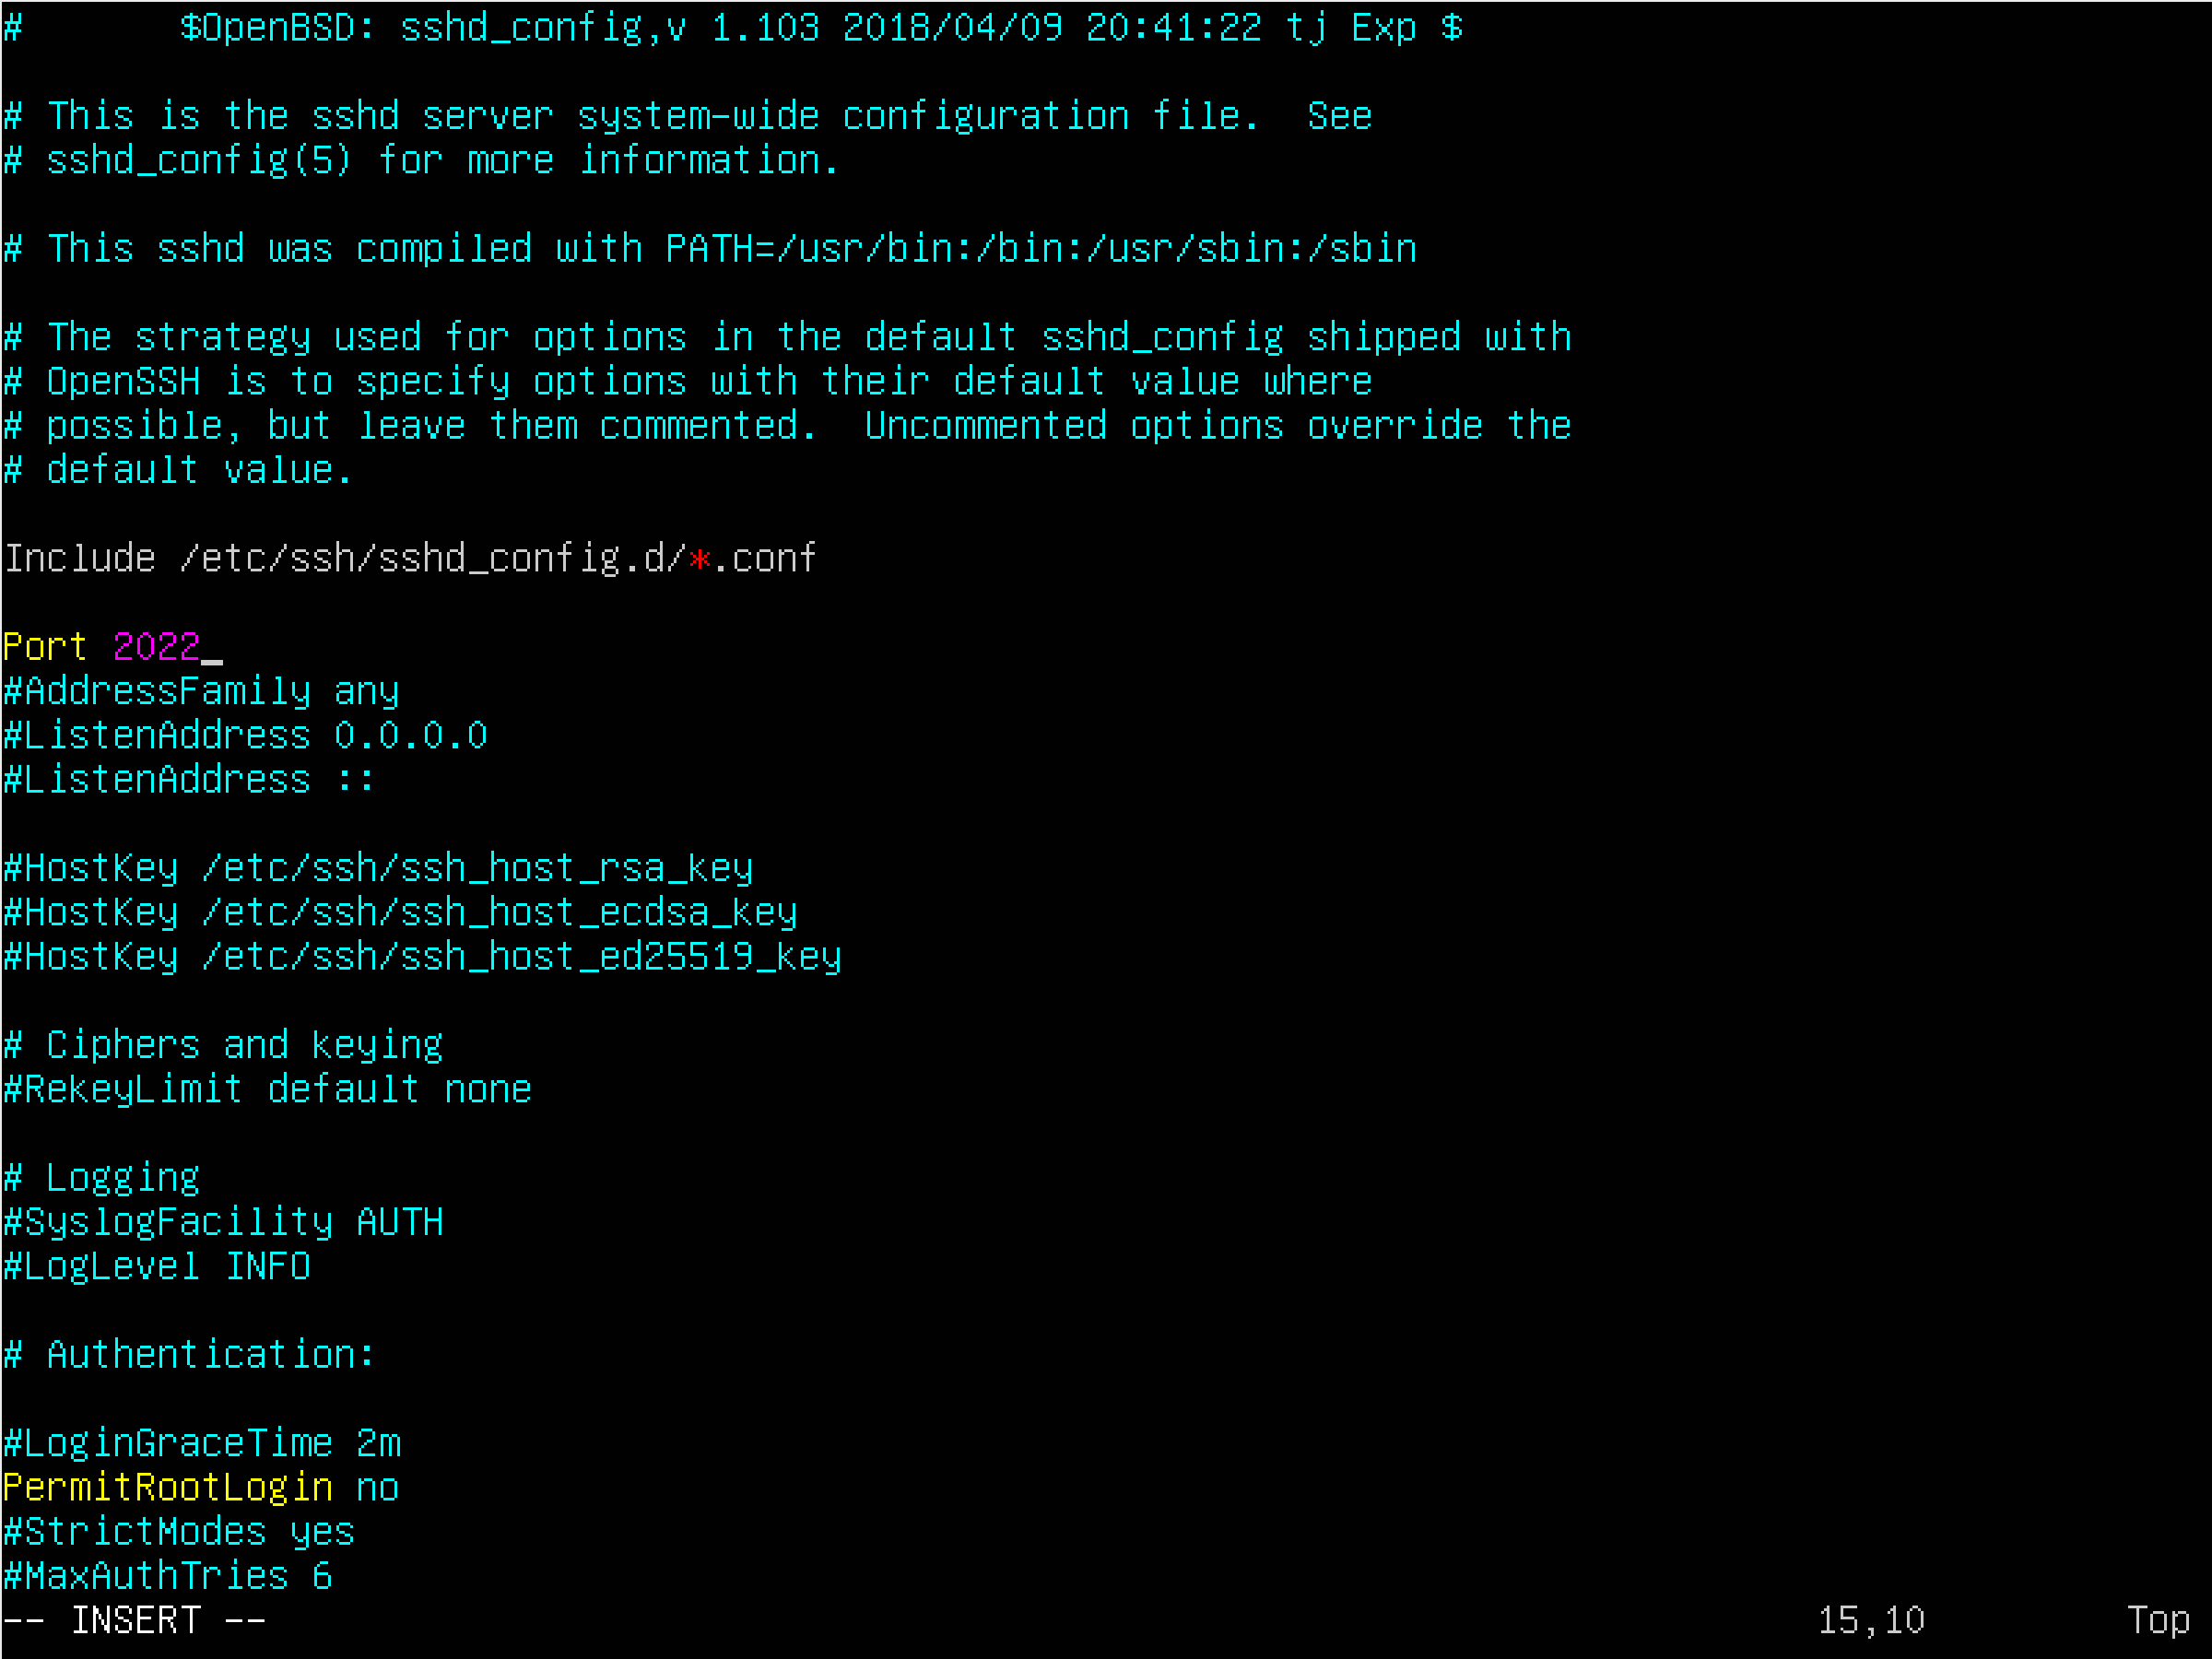 #       $OpenBSD: sshd_config,v 1.103 2018/04/09 20:41:22 tj Exp $
# This is the sshd server system-wide configuration file.  See
# sshd_config(5) for more information.
# This sshd was compiled with PATH=/usr/bin:/bin:/usr/sbin:/sbin
# The strategy used for options in the default sshd_config shipped with
# OpenSSH is to specify options with their default value where
# possible, but leave them commented.  Uncommented options override the
# default value.
Include /etc/ssh/sshd_config.d/*.conf
Port 2022
#AddressFamily any
#ListenAddress 0.0.0.0
#ListenAddress ::
#HostKey /etc/ssh/ssh_host_rsa_key
#HostKey /etc/ssh/ssh_host_ecdsa_key
#HostKey /etc/ssh/ssh_host_ed25519_key
# Ciphers and keying
#RekeyLimit default none
# Logging
#SyslogFacility AUTH
#LogLevel INFO
# Authentication:
#LoginGraceTime 2m
PermitRootLogin no
#StrictModes yes
#MaxAuthTries 6
-- INSERT --                                                                      15,10         Top